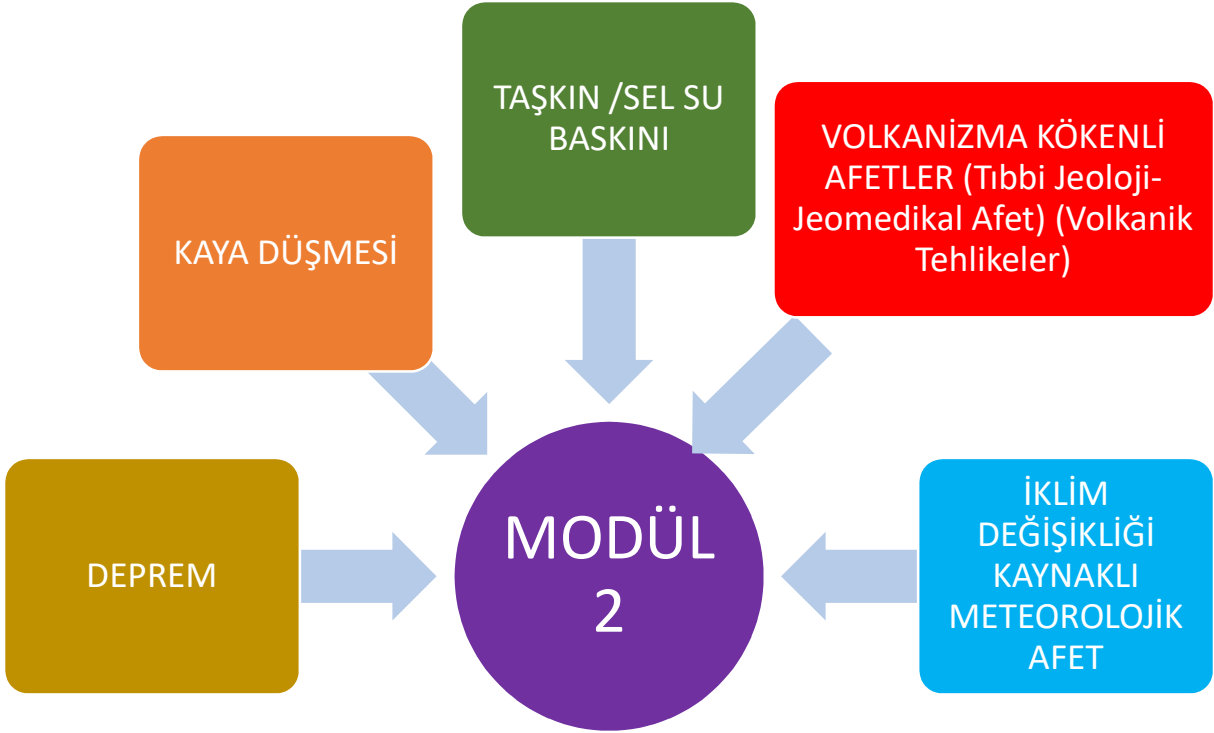 TAŞKIN /SEL SU
BASKINI
VOLKANİZMA KÖKENLİ
AFETLER (Tıbbi Jeoloji-
Jeomedikal Afet) (Volkanik
Tehlikeler)
KAYA DÜŞMESİ
DEPREM
MODÜL
2
İKLİM
DEĞİŞİKLİĞİ
KAYNAKLI
METEOROLOJİK
AFET